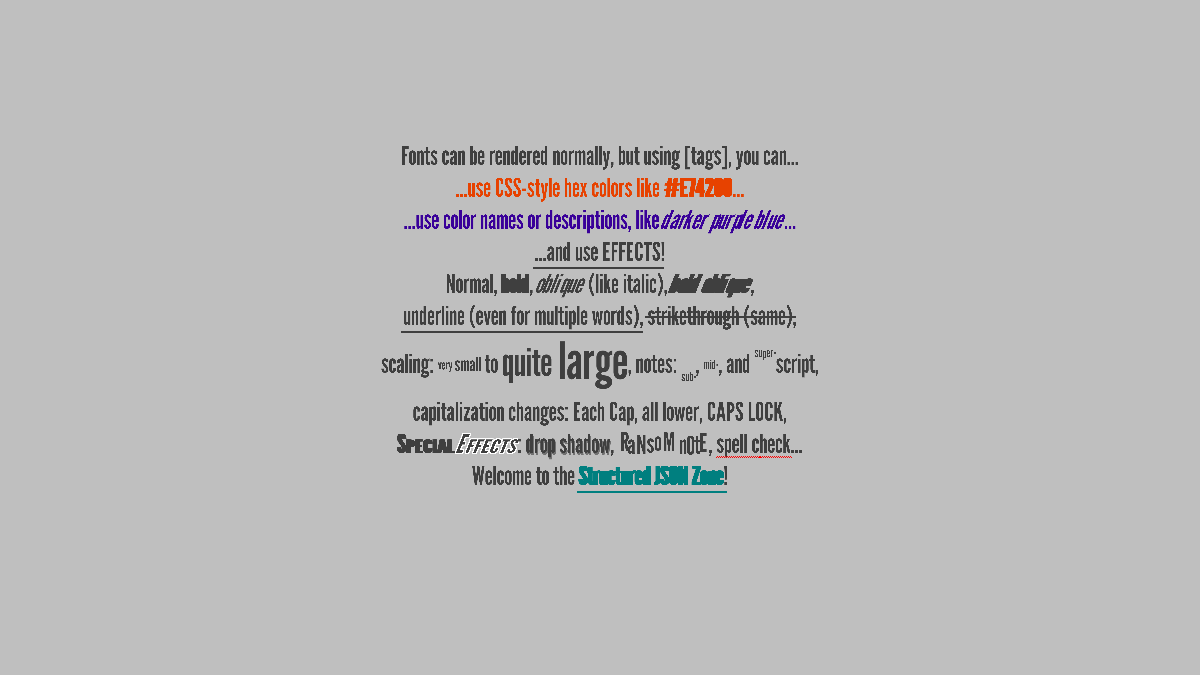 Fonts can be rendered normally, but using [tags], you can...
...use CSS-style hex colors like #E74200...
...use color names or descriptions, like darker purple blue...
...and use EFFECTS!
Normal, bold, oblique (like italic), bold oblique,
underline (even for multiple words), strikethrough (same),
scaling: very small to quite large, notes: sub-, mid-, and super-script,
capitalization changes: Each Cap, all lower, CAPS LOCK,
Special Effects: drop shadow, RaNsoM nOtE, spell check...
Welcome to the Structured JSON Zone!